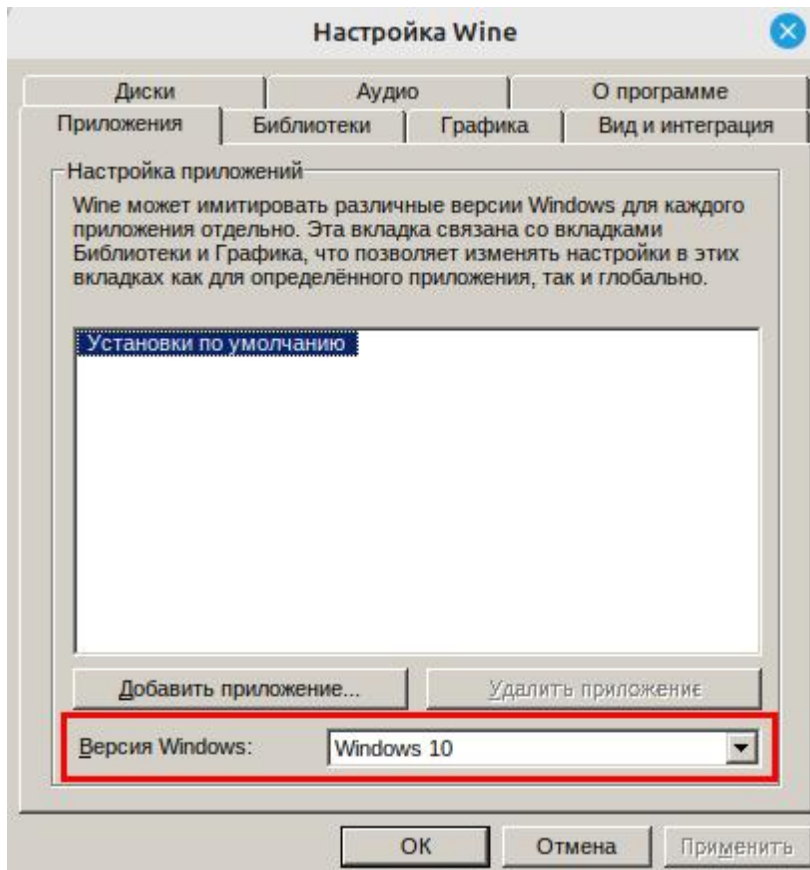 Настройка Wine
Диски Аудио О программе
Приложения Библиотеки Графика Вид и интеграция
Настройка приложений
Wine может имитировать различные версии Windows для каждого
приложения отдельно. Эта вкладка связана со вкладками
Библиотеки и Графика, что позволяет изменять настройки в этих
вкладках как для определённого приложения, так и глобально.
Установки по умолчанию
Добавить приложение... Удалить приложение
Версия Windows: Windows 10
ОК Отмена Применить